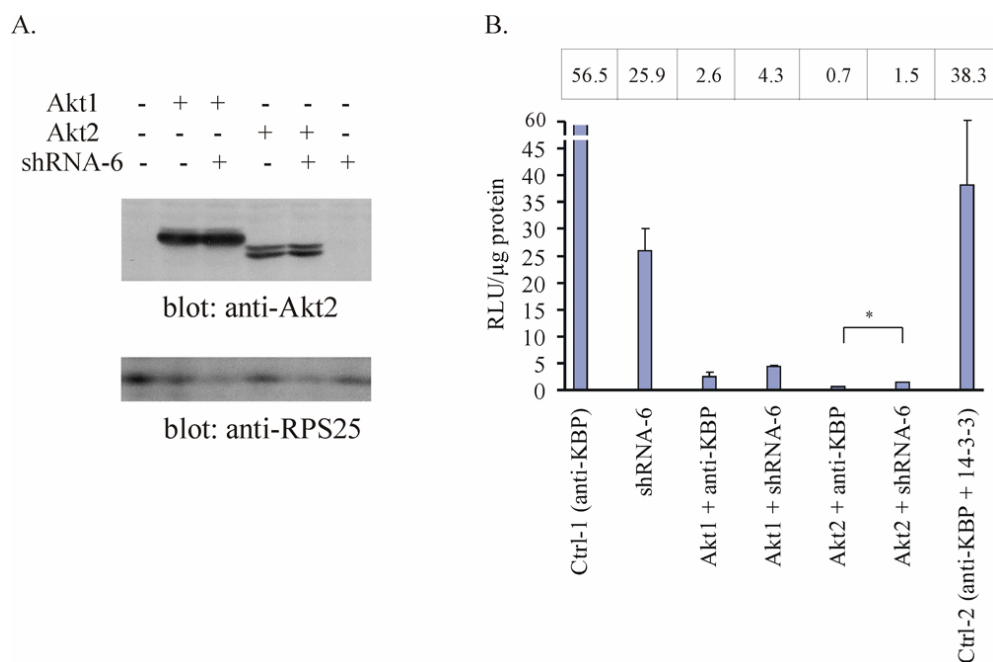 A.
Akt1 - + + - - -
Akt2 - - - + + -
shRNA-6 - - + - + +
blot: anti-Akt2
blot: anti-RPS25
B.
56.5 25.9 2.6 4.3 0.7 1.5 38.3
RLU/µg protein
60
45
40
35
30
25
20
15
10
5
0
*
Ctrl-1 (anti-KBP)
shRNA-6
Akt1 + anti-KBP
Akt1 + shRNA-6
Akt2 + anti-KBP
Akt2 + shRNA-6
Ctrl-2 (anti-KBP + 14-3-3)